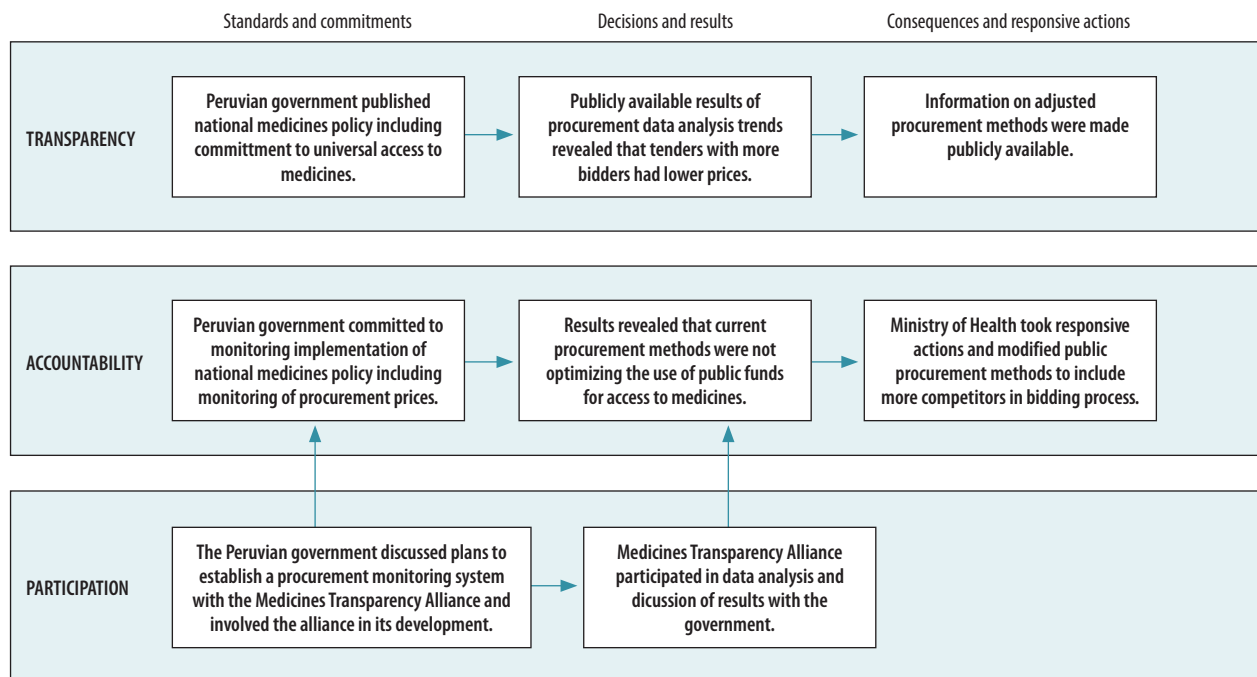 Standards and commitments
Decisions and results
Consequences and responsive actions
TRANSPARENCY
Peruvian government published
national medicines policy including
committment to universal access to
medicines.
Publicly available results of
procurement data analysis trends
revealed that tenders with more
bidders had lower prices.
Information on adjusted
procurement methods were made
publicly available.
ACCOUNTABILITY
Peruvian government committed to
monitoring implementation of
national medicines policy including
monitoring of procurement prices.
Results revealed that current
procurement methods were not
optimizing the use of public funds
for access to medicines.
Ministry of Health took responsive
actions and modified public
procurement methods to include
more competitors in bidding process.
PARTICIPATION
The Peruvian government discussed plans to
establish a procurement monitoring system
with the Medicines Transparency Alliance and
involved the alliance in its development.
Medicines Transparency Alliance
participated in data analysis and
dicussion of results with the
government.